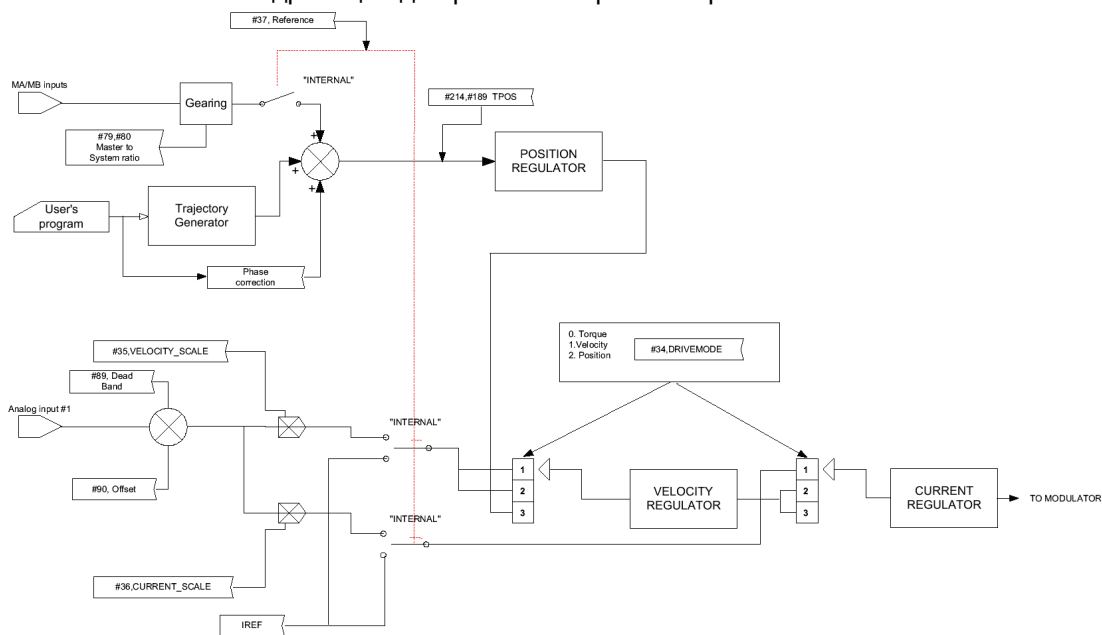 #37, Reference
MA/MB inputs
Gearing
"INTERNAL"
#214,#189 TPOS
#79,#80
Master to
System ratio
+
+
+
POSITION
REGULATOR
User's
program
Trajectory
Generator
Phase
correction
0. Torque
1.Velocity
2. Position
#34,DRIVEMODE
#35,VELOCITY_SCALE
#89, Dead
Band
Analog input #1
"INTERNAL"
#90, Offset
1
2
3
VELOCITY
REGULATOR
1
2
3
CURRENT
REGULATOR
TO MODULATOR
"INTERNAL"
#36,CURRENT_SCALE
IREF